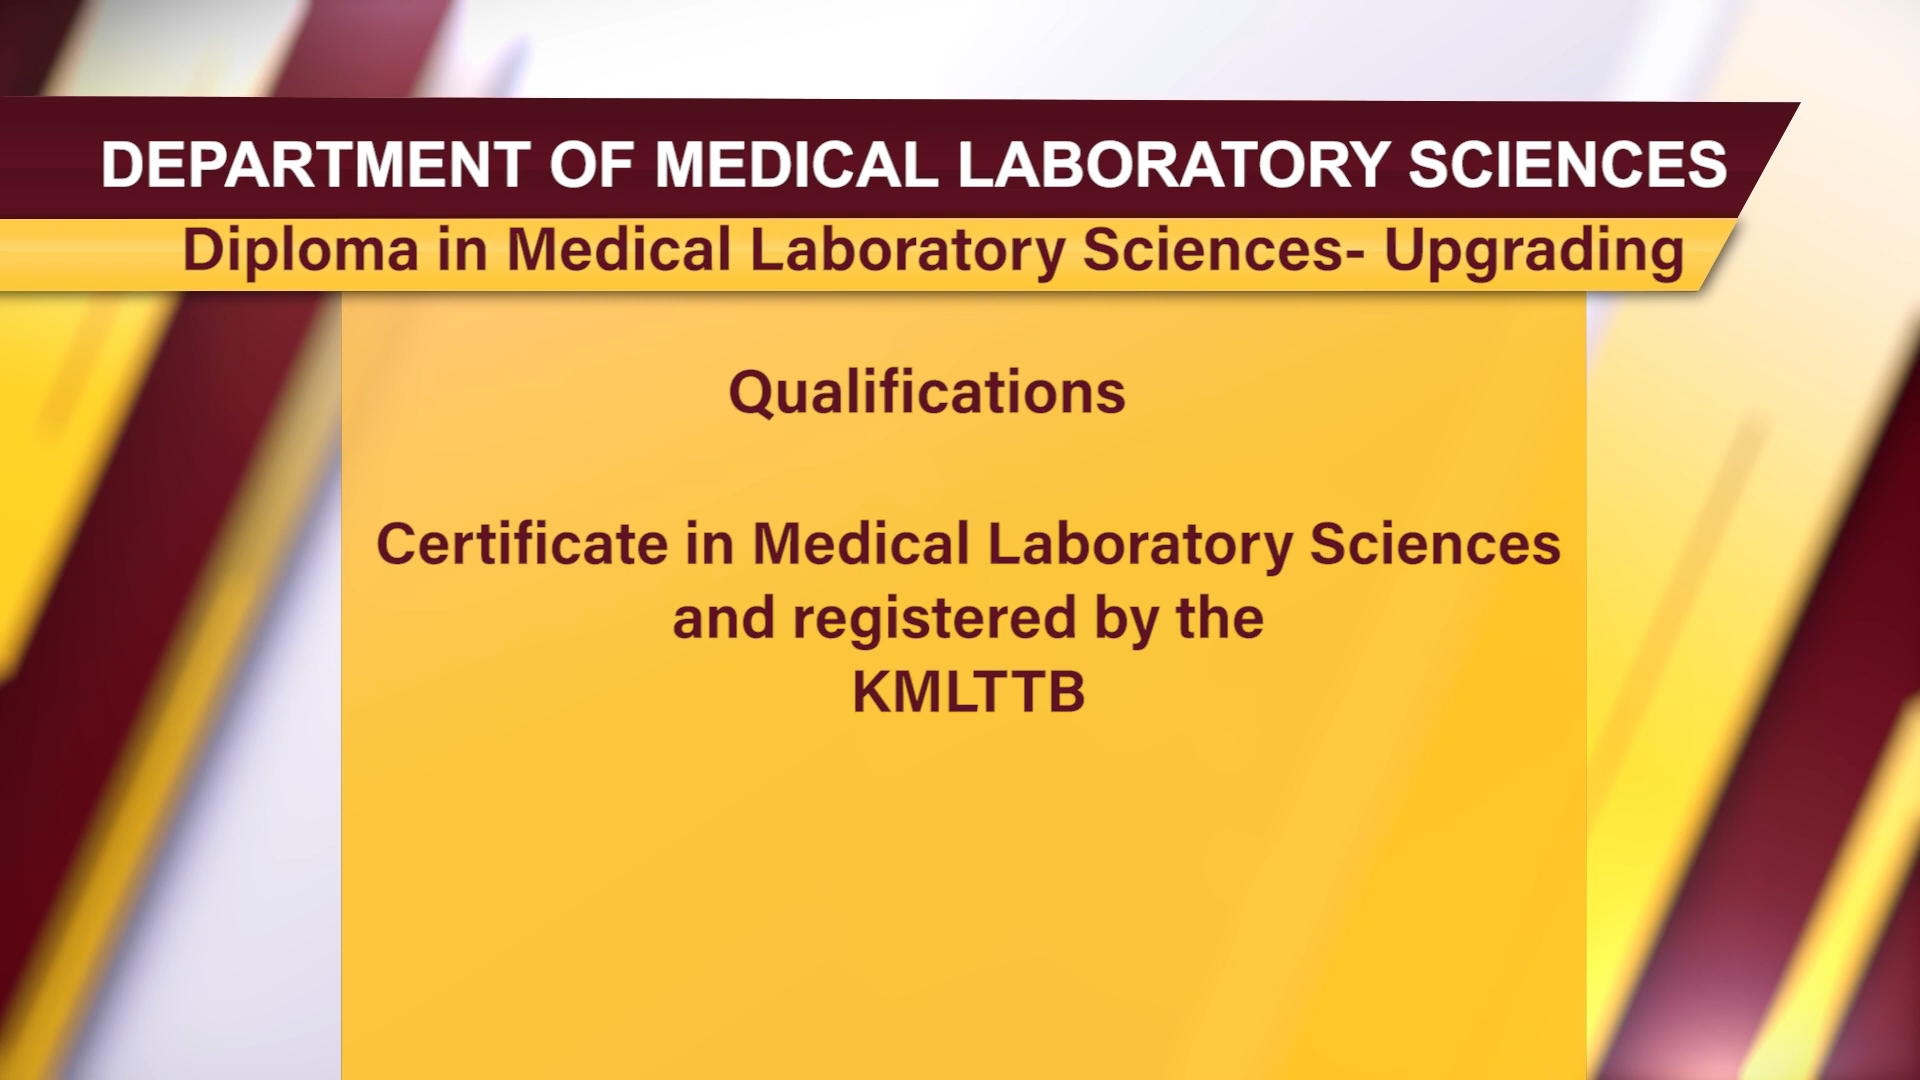 DEPARTMENT OF MEDICAL LABORATORY SCIENCES
Diploma in Medical Laboratory Sciences- Upgrading
Qualifications
Certificate in Medical Laboratory Sciences
and registered by the
KMLTTB